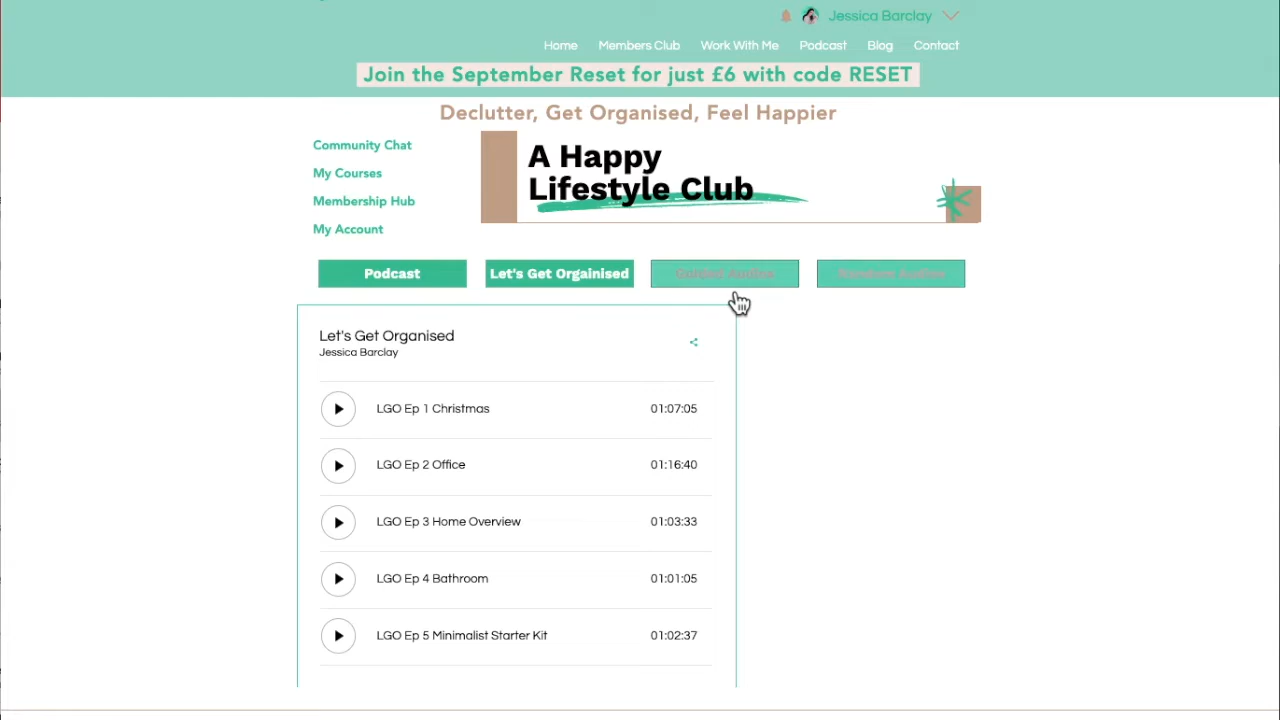 Jessica Barclay
Home Members Club Work With Me Podcast Blog Contact
Join the September Reset for just £6 with code RESET
Declutter, Get Organised, Feel Happier
Community Chat
My Courses
Membership Hub
My Account
A Happy
Lifestyle Club
Podcast Let's Get Orgainised
Let's Get Organised
Jessica Barclay
LGO Ep 1 Christmas 01:07:05
LGO Ep 2 Office 01:16:40
LGO Ep 3 Home Overview 01:03:33
LGO Ep 4 Bathroom 01:01:05
LGO Ep 5 Minimalist Starter Kit 01:02:37